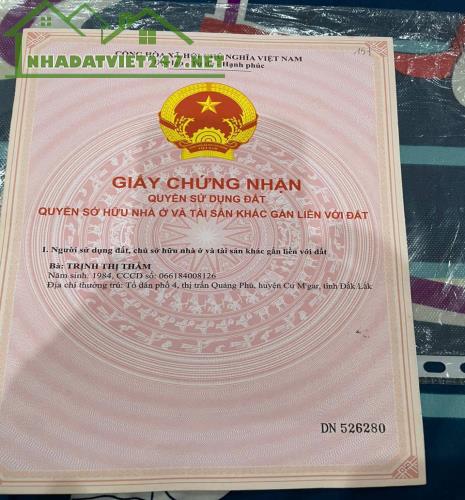 NHADATVIET247.NET
CỘNG HÒA XÃ HỘI CHỦ NGHĨA VIỆT NAM
Hạnh phúc
GIẤY CHỨNG NHẬN
QUYỀN SỬ DỤNG ĐẤT
QUYỀN SỞ HỮU NHÀ Ở VÀ TÀI SẢN KHÁC GẮN LIỀN VỚI ĐẤT
I. Người sử dụng đất, chủ sở hữu nhà ở và tài sản khác gắn liền với đất
Bà: TRỊNH THỊ THẮM
Năm sinh: 1984, CCCD số: 066184008126
Địa chỉ thường trú: Tổ dân phố 4, thị trấn Quảng Phú, huyện Cư M'gar, tỉnh Đắk Lắk
DN 526280